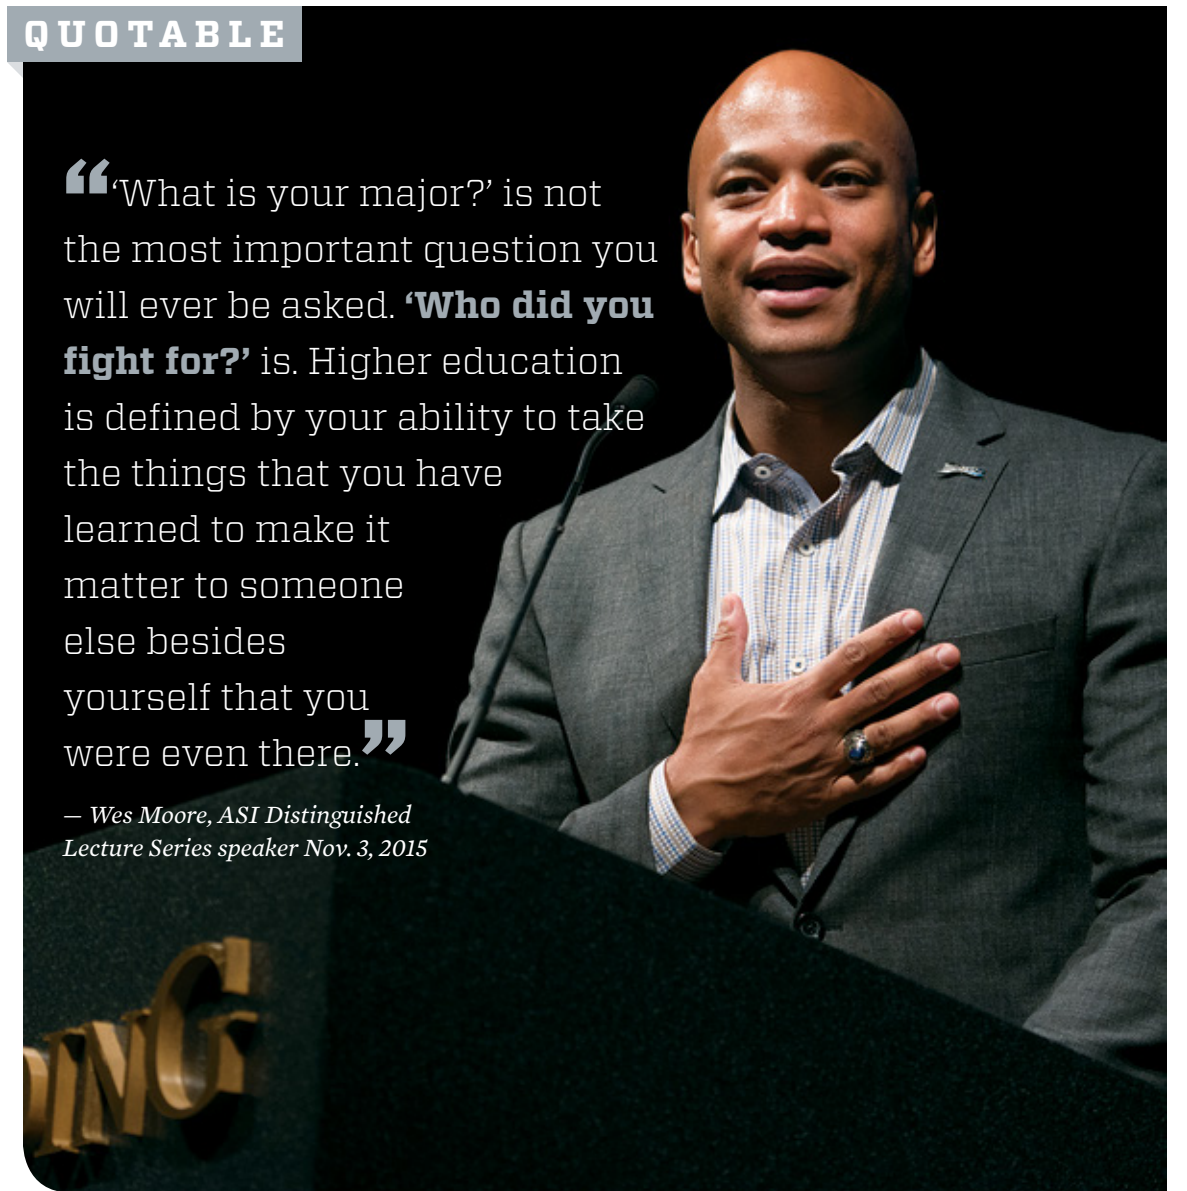 QUOTABLE
“‘What is your major?’ is not
the most important question you
will ever be asked. ‘Who did you
fight for?’ is. Higher education
is defined by your ability to take
the things that you have
learned to make it
matter to someone
else besides
yourself that you
were even there.”
— Wes Moore, ASI Distinguished
Lecture Series speaker Nov. 3, 2015
DING